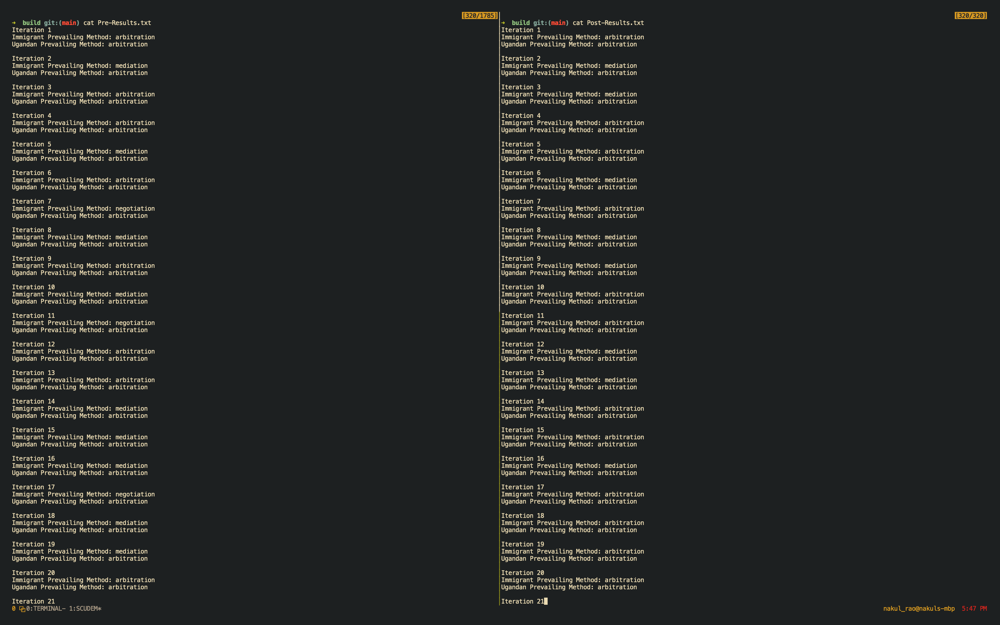 [320/1785]
➜  build git:(main) cat Pre-Results.txt
Iteration 1
Immigrant Prevailing Method: arbitration
Ugandan Prevailing Method: arbitration
Iteration 2
Immigrant Prevailing Method: mediation
Ugandan Prevailing Method: arbitration
Iteration 3
Immigrant Prevailing Method: arbitration
Ugandan Prevailing Method: arbitration
Iteration 4
Immigrant Prevailing Method: arbitration
Ugandan Prevailing Method: arbitration
Iteration 5
Immigrant Prevailing Method: mediation
Ugandan Prevailing Method: arbitration
Iteration 6
Immigrant Prevailing Method: arbitration
Ugandan Prevailing Method: arbitration
Iteration 7
Immigrant Prevailing Method: negotiation
Ugandan Prevailing Method: arbitration
Iteration 8
Immigrant Prevailing Method: mediation
Ugandan Prevailing Method: arbitration
Iteration 9
Immigrant Prevailing Method: arbitration
Ugandan Prevailing Method: arbitration
Iteration 10
Immigrant Prevailing Method: mediation
Ugandan Prevailing Method: arbitration
Iteration 11
Immigrant Prevailing Method: negotiation
Ugandan Prevailing Method: arbitration
Iteration 12
Immigrant Prevailing Method: arbitration
Ugandan Prevailing Method: arbitration
Iteration 13
Immigrant Prevailing Method: arbitration
Ugandan Prevailing Method: arbitration
Iteration 14
Immigrant Prevailing Method: mediation
Ugandan Prevailing Method: arbitration
Iteration 15
Immigrant Prevailing Method: mediation
Ugandan Prevailing Method: arbitration
Iteration 16
Immigrant Prevailing Method: mediation
Ugandan Prevailing Method: arbitration
Iteration 17
Immigrant Prevailing Method: negotiation
Ugandan Prevailing Method: arbitration
Iteration 18
Immigrant Prevailing Method: mediation
Ugandan Prevailing Method: arbitration
Iteration 19
Immigrant Prevailing Method: mediation
Ugandan Prevailing Method: arbitration
Iteration 20
Immigrant Prevailing Method: arbitration
Ugandan Prevailing Method: arbitration
Iteration 21
[320/320]
➜  build git:(main) cat Post-Results.txt
Iteration 1
Immigrant Prevailing Method: arbitration
Ugandan Prevailing Method: arbitration
Iteration 2
Immigrant Prevailing Method: mediation
Ugandan Prevailing Method: arbitration
Iteration 3
Immigrant Prevailing Method: mediation
Ugandan Prevailing Method: arbitration
Iteration 4
Immigrant Prevailing Method: arbitration
Ugandan Prevailing Method: arbitration
Iteration 5
Immigrant Prevailing Method: arbitration
Ugandan Prevailing Method: arbitration
Iteration 6
Immigrant Prevailing Method: mediation
Ugandan Prevailing Method: arbitration
Iteration 7
Immigrant Prevailing Method: arbitration
Ugandan Prevailing Method: arbitration
Iteration 8
Immigrant Prevailing Method: mediation
Ugandan Prevailing Method: arbitration
Iteration 9
Immigrant Prevailing Method: mediation
Ugandan Prevailing Method: arbitration
Iteration 10
Immigrant Prevailing Method: arbitration
Ugandan Prevailing Method: arbitration
Iteration 11
Immigrant Prevailing Method: arbitration
Ugandan Prevailing Method: arbitration
Iteration 12
Immigrant Prevailing Method: mediation
Ugandan Prevailing Method: arbitration
Iteration 13
Immigrant Prevailing Method: mediation
Ugandan Prevailing Method: arbitration
Iteration 14
Immigrant Prevailing Method: arbitration
Ugandan Prevailing Method: arbitration
Iteration 15
Immigrant Prevailing Method: arbitration
Ugandan Prevailing Method: arbitration
Iteration 16
Immigrant Prevailing Method: mediation
Ugandan Prevailing Method: arbitration
Iteration 17
Immigrant Prevailing Method: arbitration
Ugandan Prevailing Method: arbitration
Iteration 18
Immigrant Prevailing Method: arbitration
Ugandan Prevailing Method: arbitration
Iteration 19
Immigrant Prevailing Method: arbitration
Ugandan Prevailing Method: arbitration
Iteration 20
Immigrant Prevailing Method: arbitration
Ugandan Prevailing Method: arbitration
Iteration 21
0 0:TERMINAL- 1:SCUDEM*
nakul_rao@nakuls-mbp  5:47 PM